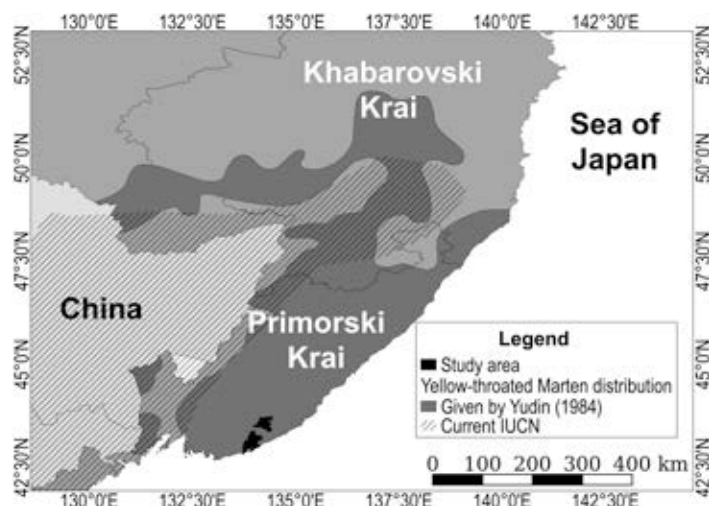 130°0'E 132°30'E 135°0'E 137°30'E 140°0'E 142°30'E
52°30'N
50°0'N
47°30'N
45°0'N
42°30'N
Khabarovski
Krai
Sea of
Japan
China
Primorski
Krai
52°30'N
50°0'N
47°30'N
45°0'N
42°30'N
Legend
Study area
Yellow-throated Marten distribution
Given by Yudin (1984)
Current IUCN
0 100 200 300 400 km
130°0'E 132°30'E 135°0'E 137°30'E 140°0'E 142°30'E